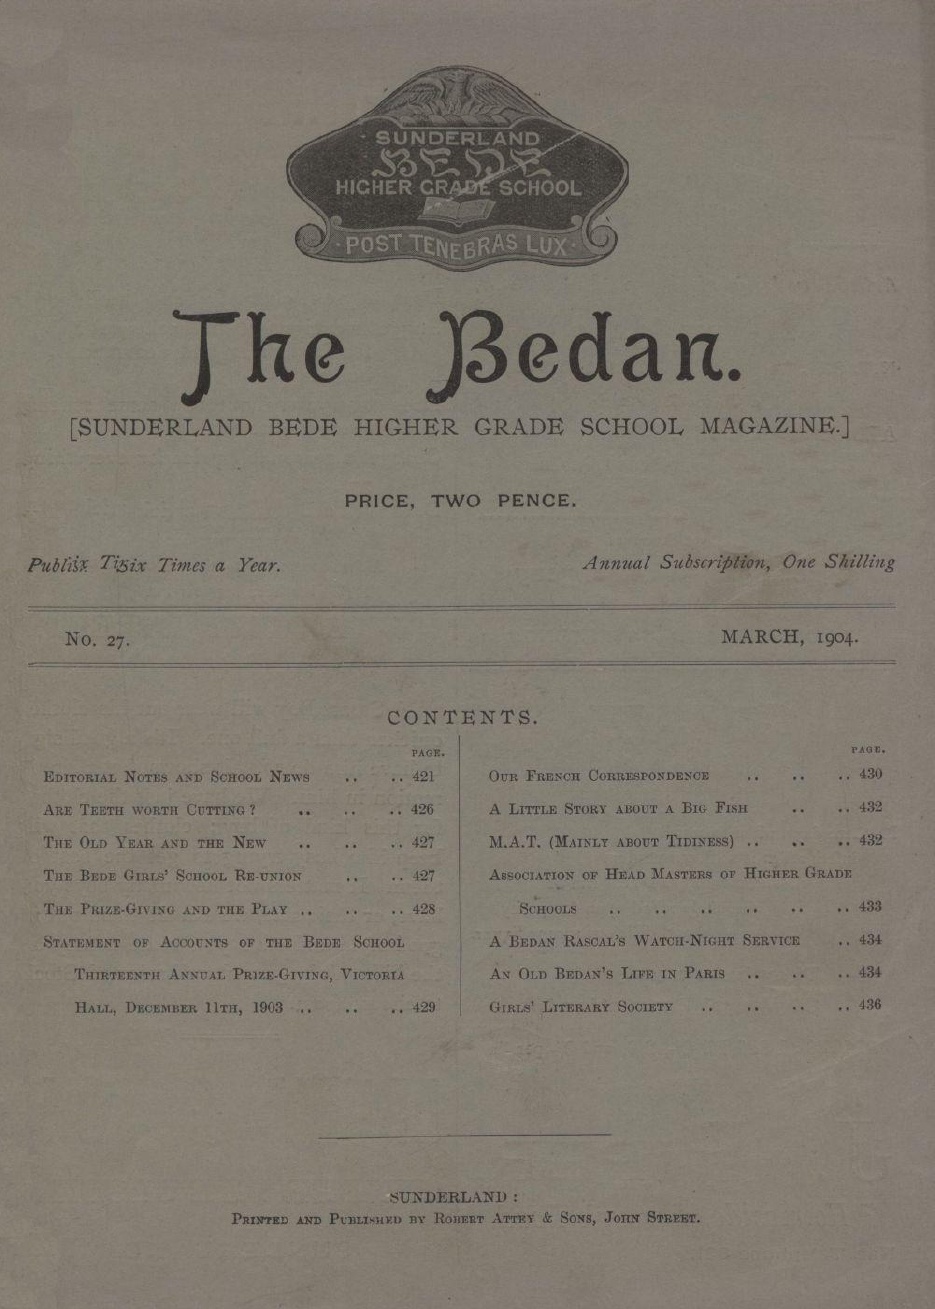 SUNDERLAND
BEDE
HIGHER GRADE SCHOOL
POST TENEBRAS LUX
The Bedan.
[SUNDERLAND BEDE HIGHER GRADE SCHOOL MAGAZINE.]
PRICE, TWO PENCE.
Six Times a Year.
Annual Subscription, One Shilling
No. 27.
MARCH, 1904.
CONTENTS.
PAGE.
EDITORIAL NOTES AND SCHOOL NEWS .. .. 421
ARE TEETH WORTH CUTTING? .. .. .. 426
THE OLD YEAR AND THE NEW .. .. .. 427
THE BEDE GIRLS' SCHOOL RE-UNION .. .. 427
THE PRIZE-GIVING AND THE PLAY .. .. .. 428
STATEMENT OF ACCOUNTS OF THE BEDE SCHOOL
THIRTEENTH ANNUAL PRIZE-GIVING, VICTORIA
HALL, DECEMBER 11TH, 1903 .. .. .. 429
PAGE.
OUR FRENCH CORRESPONDENCE .. .. .. 430
A LITTLE STORY ABOUT A BIG FISH .. .. 432
M.A.T. (MAINLY ABOUT TIDINESS) .. .. .. 432
ASSOCIATION OF HEAD MASTERS OF HIGHER GRADE
SCHOOLS .. .. .. .. .. .. 433
A BEDAN RASCAL'S WATCH-NIGHT SERVICE .. 434
AN OLD BEDAN'S LIFE IN PARIS .. .. .. 434
GIRLS' LITERARY SOCIETY .. .. .. .. 436
SUNDERLAND:
PRINTED AND PUBLISHED BY ROBERT ATTEY & SONS, JOHN STREET.